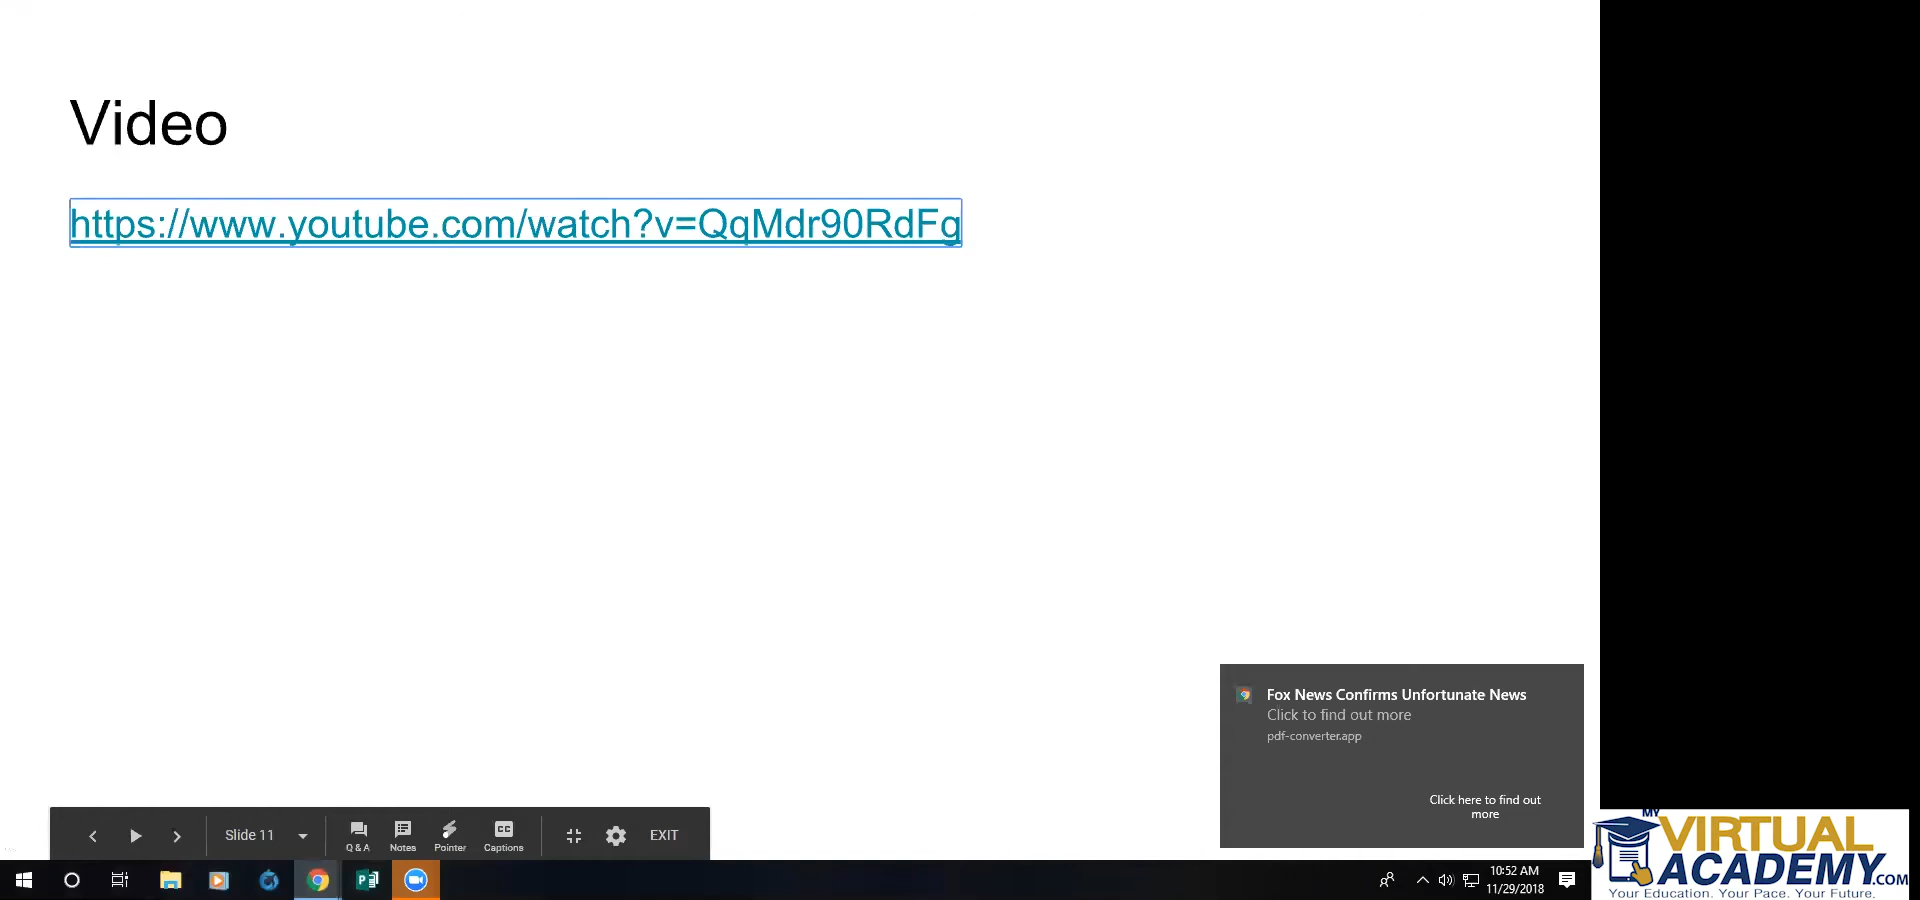 Video
https://www.youtube.com/watch?v=QqMdr90RdFg
Fox News Confirms Unfortunate News
Click to find out more
pdf-converter.app
Click here to find out
more
Slide 11
Q & A
Notes
Pointer
CC
Captions
EXIT
10:52 AM
11/29/2018
MY
VIRTUAL
ACADEMY.COM
Your Education. Your Pace. Your Future.